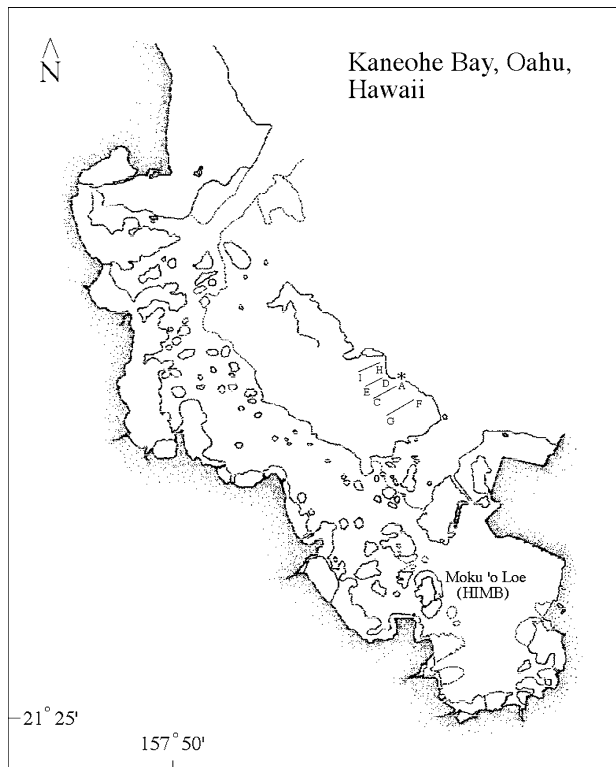 N
Kaneohe Bay, Oahu,
Hawaii
I H
E D * A
C F
G
Moku 'o Loe
(HIMB)
21° 25'
157° 50'